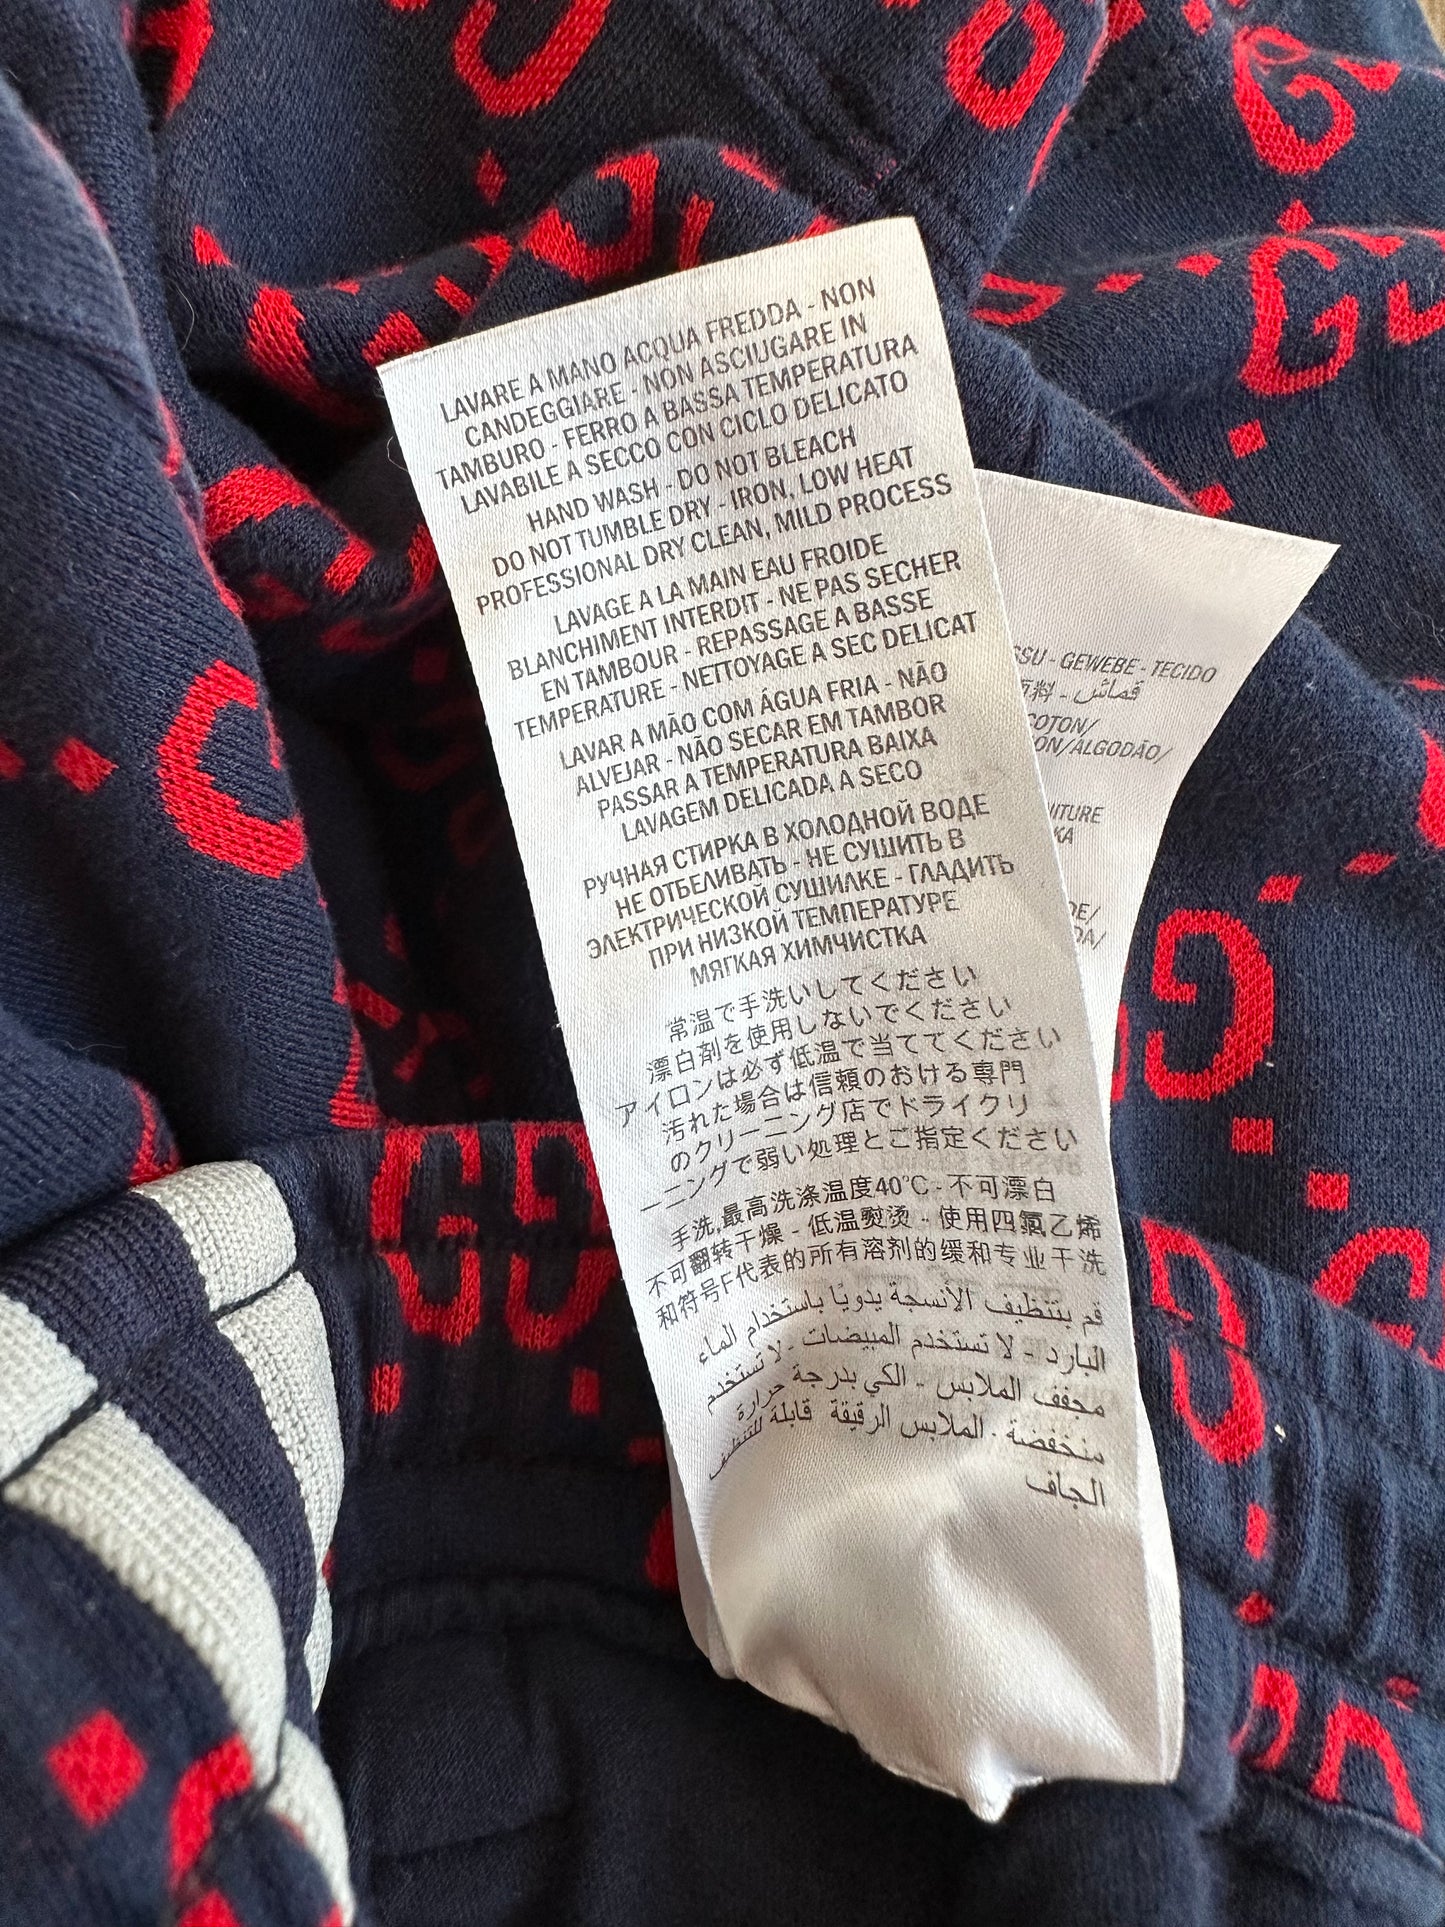 LAVARE A MANO ACQUA FREDDA - NON
CANDEGGIARE - NON ASCIUGARE IN
TAMBURO - FERRO A BASSA TEMPERATURA
LAVABILE A SECCO CON CICLO DELICATO
HAND WASH - DO NOT BLEACH
DO NOT TUMBLE DRY - IRON, LOW HEAT
PROFESSIONAL DRY CLEAN, MILD PROCESS
LAVAGE A LA MAIN EAU FROIDE
BLANCHIMENT INTERDIT - NE PAS SECHER
EN TAMBOUR - REPASSAGE A BASSE
TEMPERATURE - NETTOYAGE A SEC DELICAT
LAVAR A MÃO COM ÁGUA FRIA - NÃO
ALVEJAR - NÃO SECAR EM TAMBOR
PASSAR A TEMPERATURA BAIXA
LAVAGEM DELICADA A SECO
РУЧНАЯ СТИРКА В ХОЛОДНОЙ ВОДЕ
НЕ ОТБЕЛИВАТЬ - НЕ СУШИТЬ В
ЭЛЕКТРИЧЕСКОЙ СУШИЛКЕ - ГЛАДИТЬ
ПРИ НИЗКОЙ ТЕМПЕРАТУРЕ
МЯГКАЯ ХИМЧИСТКА
常温で手洗いしてください
漂白剤を使用しないでください
アイロンは必ず低温で当ててください
汚れた場合は信頼のおける専門
のクリーニング店でドライクリ
ーニングで弱い処理とご指定ください
手洗,最高洗涤温度40°C - 不可漂白
不可翻转干燥 - 低温熨烫 - 使用四氯乙烯
和符号F代表的所有溶剂的缓和专业干洗
قم بتنظيف الأنسجة يدويًا باستخدام الماء
البارد - لا تستخدم المبيضات - لا تستخدم
مجفف الملابس - الكي بدرجة حرارة
منخفضة - الملابس الرقيقة قابلة للتنظيف
الجاف
SSU - GEWEBE - TECIDO
料 - قماش
COTON/
ON/ALGODÃO/
NITURE
KA
DE/
DA/